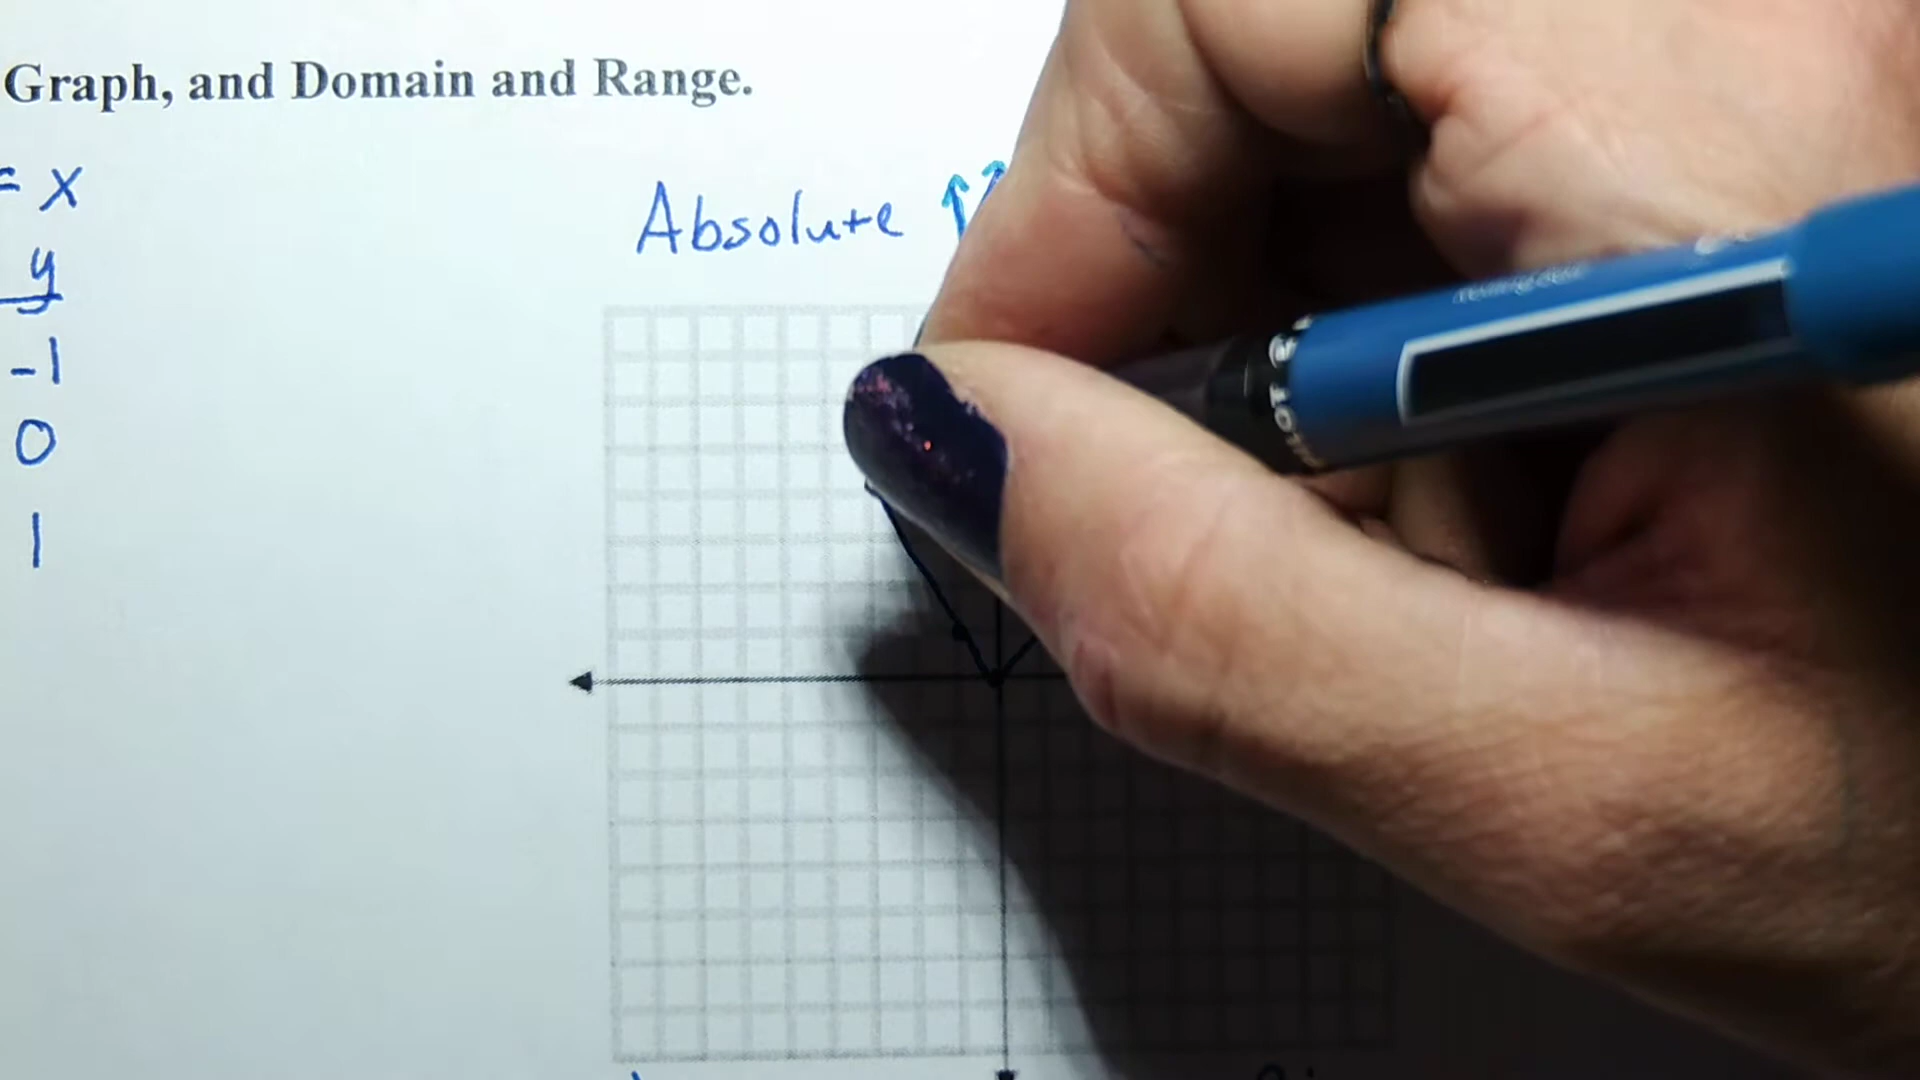 Graph, and Domain and Range.
= x
y
-1
0
1
Absolute